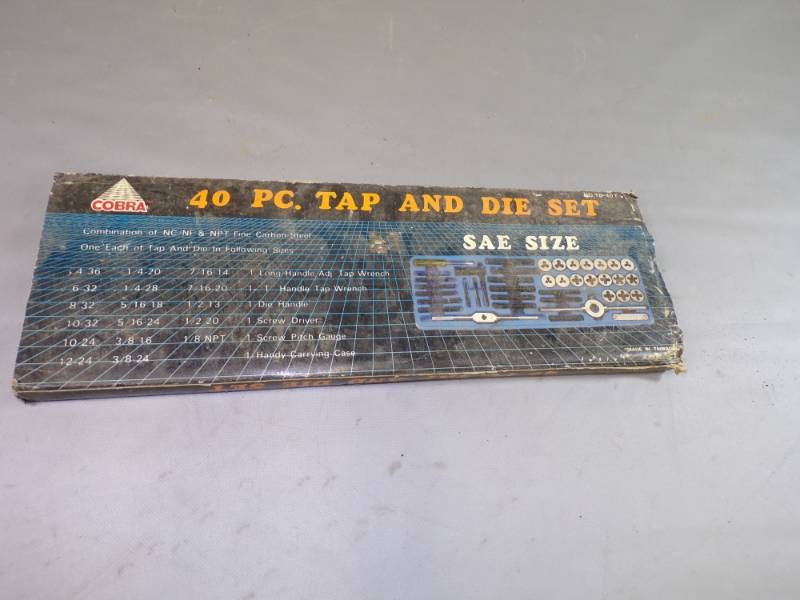 COBRA
40 PC. TAP AND DIE SET
Combination of NC NF & NPT Fine Carbon Steel
One Each of Tap And Die In Following Sizes
SAE SIZE
4 36 1/4-20 7/16 14 1 Long Handle Adj. Tap Wrench
6/32 1/4-28 7/16-20 1 T Handle Tap Wrench
8/32 5/16-18 1/2 13 1 Die Handle
10/32 5/16-24 1/2 20 1 Screw Driver
10-24 3/8 16 1/8 NPT 1 Screw Pitch Gauge
12-24 3/8 24 1 Handy Carrying Case
MADE IN TAIWAN
TAP AND DIE SET